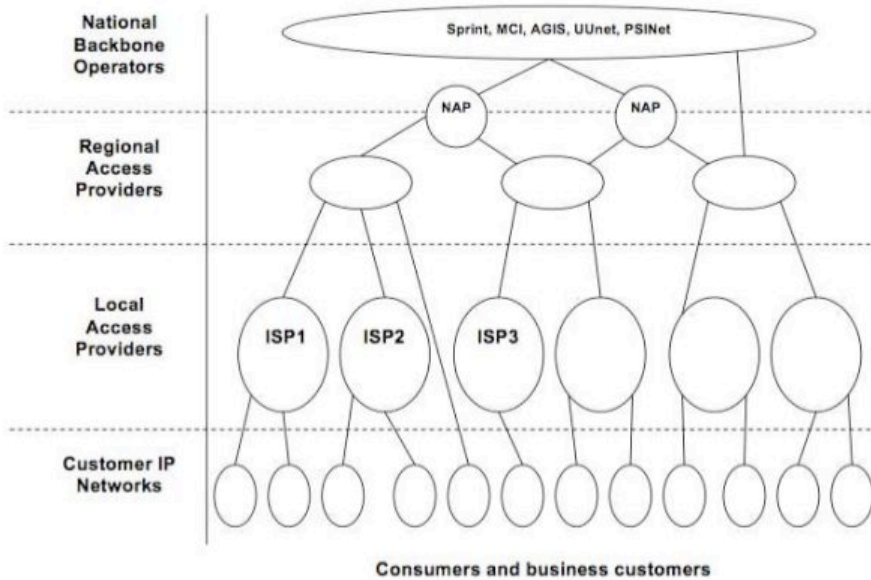 National
Backbone
Operators
Sprint, MCI, AGIS, UUnet, PSINet
NAP
NAP
Regional
Access
Providers
Local
Access
Providers
ISP1
ISP2
ISP3
Customer IP
Networks
Consumers and business customers